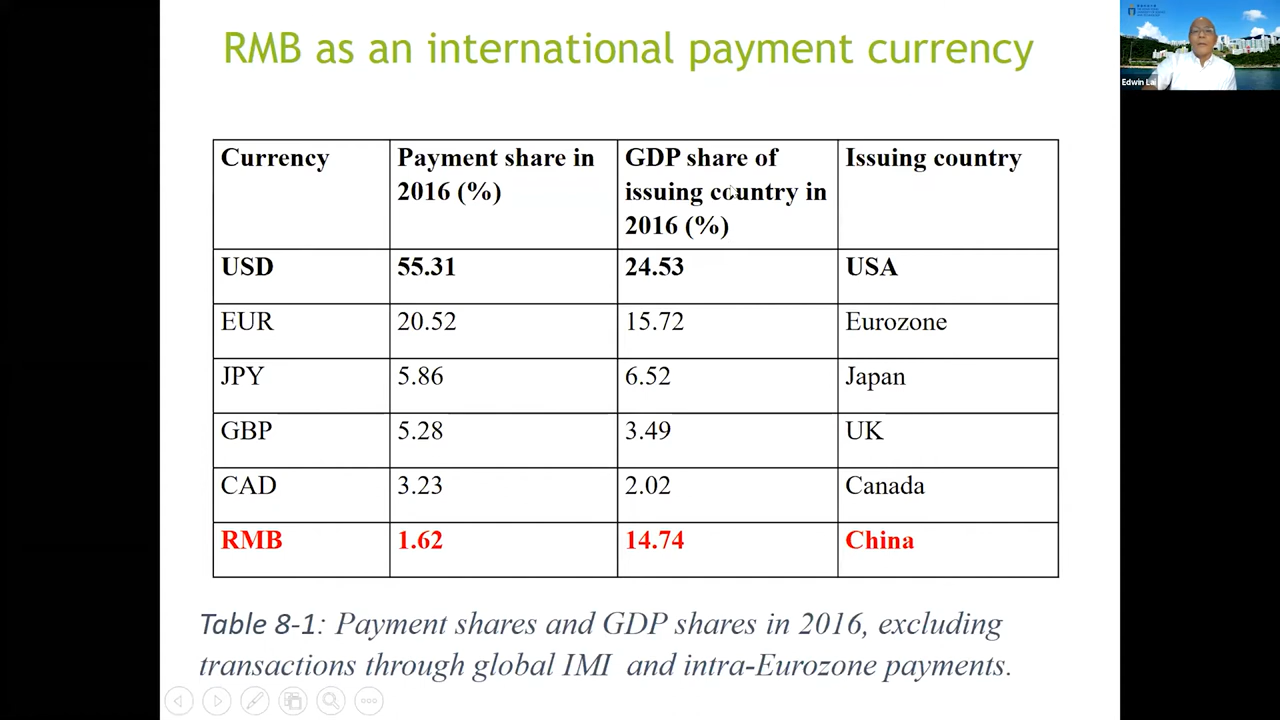 RMB as an international payment currency
Edwin Lai
Currency Payment share in 2016 (%) GDP share of issuing country in 2016 (%) Issuing country
USD 55.31 24.53 USA
EUR 20.52 15.72 Eurozone
JPY 5.86 6.52 Japan
GBP 5.28 3.49 UK
CAD 3.23 2.02 Canada
RMB 1.62 14.74 China
Table 8-1: Payment shares and GDP shares in 2016, excluding
transactions through global IMI and intra-Eurozone payments.